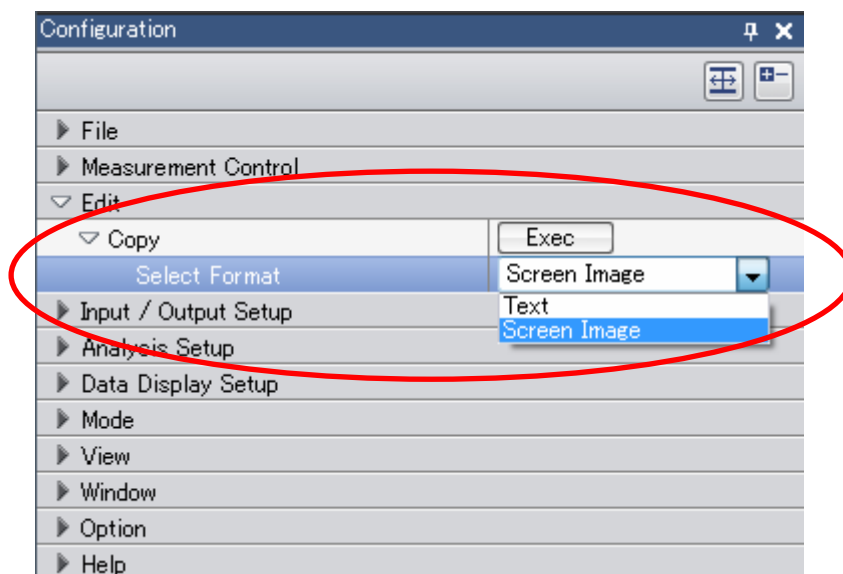 Configuration
File
Measurement Control
Edit
Copy Exec
Select Format Screen Image
Text
Input / Output Setup
Screen Image
Analysis Setup
Data Display Setup
Mode
View
Window
Option
Help